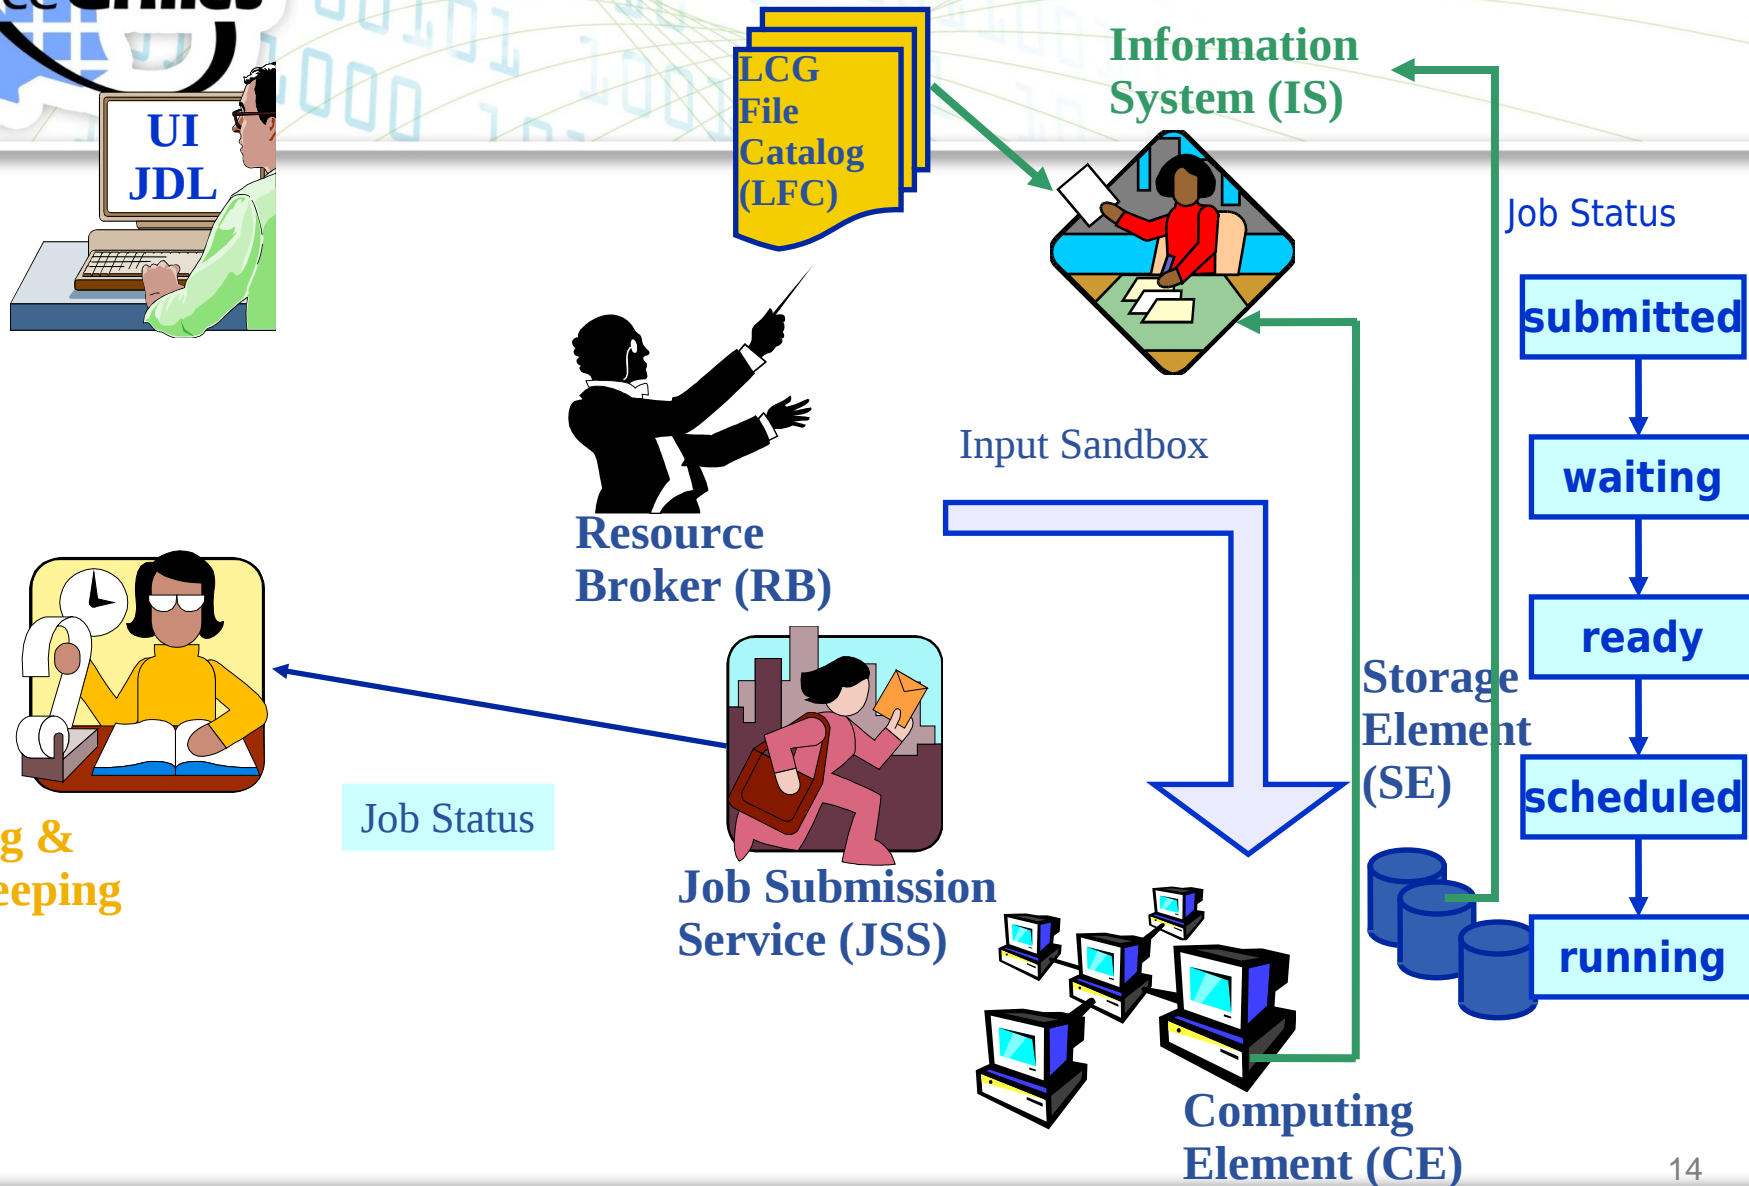 UI
JDL
LCG
File
Catalog
(LFC)
Information
System (IS)
Job Status
submitted
waiting
ready
scheduled
running
Input Sandbox
Resource
Broker (RB)
Storage
Element
(SE)
Job Status
g &
eeping
Job Submission
Service (JSS)
Computing
Element (CE)
14